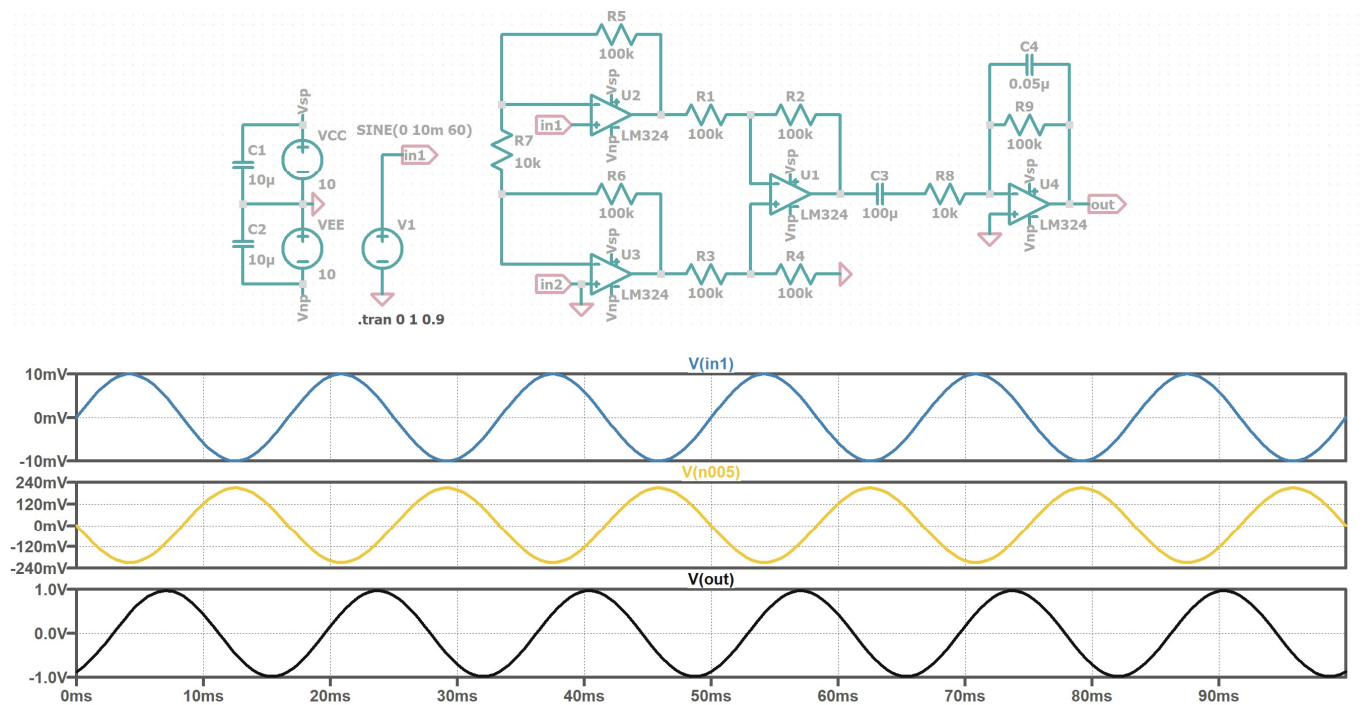 R5
100k
Vsp
U2
in1
LM324
Vnp
R1
100k
R2
100k
R7
10k
R6
100k
Vsp
U3
in2
LM324
Vnp
R3
100k
R4
100k
Vsp
U1
LM324
Vnp
C3
100µ
R8
10k
C4
0.05µ
R9
100k
Vsp
U4
LM324
Vnp
out
Vsp
VCC
10
C1
10µ
VEE
10
C2
10µ
Vnp
SINE(0 10m 60)
in1
V1
.tran 0 1 0.9
V(in1)
10mV
0mV
-10mV
V(n005)
240mV
120mV
0mV
-120mV
-240mV
V(out)
1.0V
0.0V
-1.0V
0ms 10ms 20ms 30ms 40ms 50ms 60ms 70ms 80ms 90ms